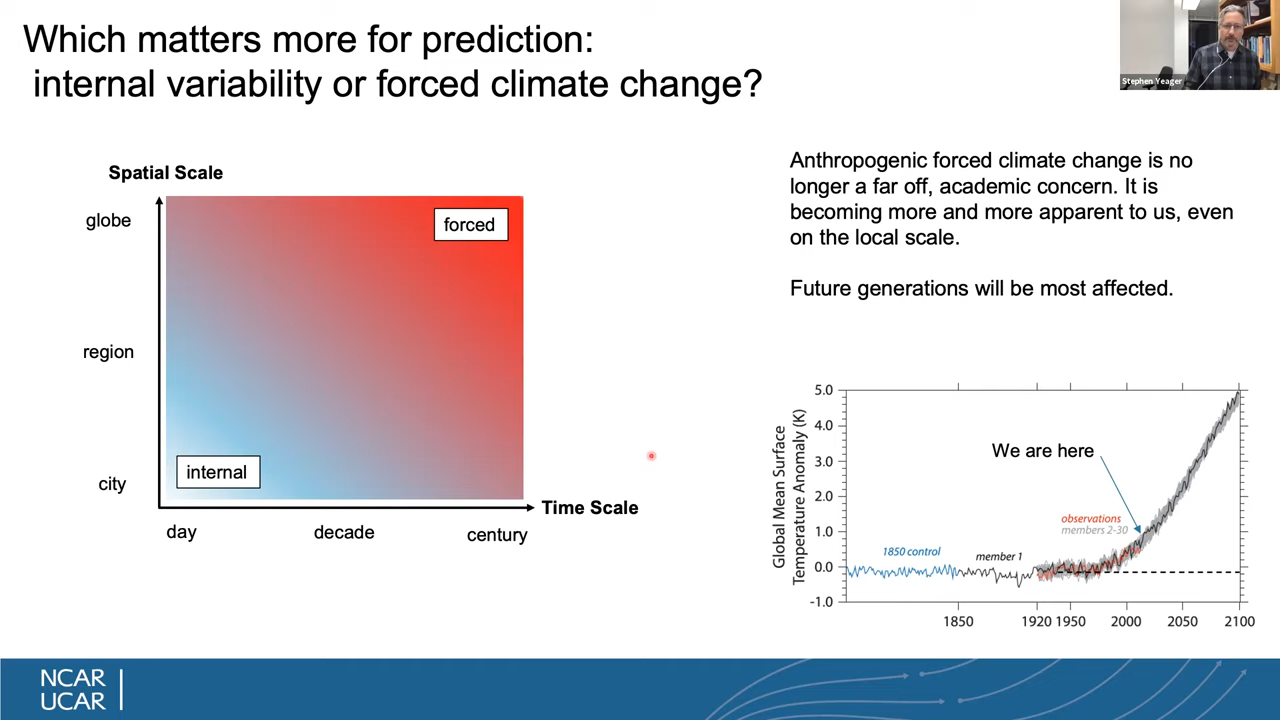 Which matters more for prediction:
internal variability or forced climate change?
Stephen Yeager
Spatial Scale
globe
region
city
forced
internal
day
decade
century
Time Scale
Anthropogenic forced climate change is no
longer a far off, academic concern. It is
becoming more and more apparent to us, even
on the local scale.
Future generations will be most affected.
Global Mean Surface
Temperature Anomaly (K)
5.0
4.0
3.0
2.0
1.0
0.0
-1.0
We are here
observations
members 2-30
1850 control
member 1
1850
1920
1950
2000
2050
2100
NCAR
UCAR